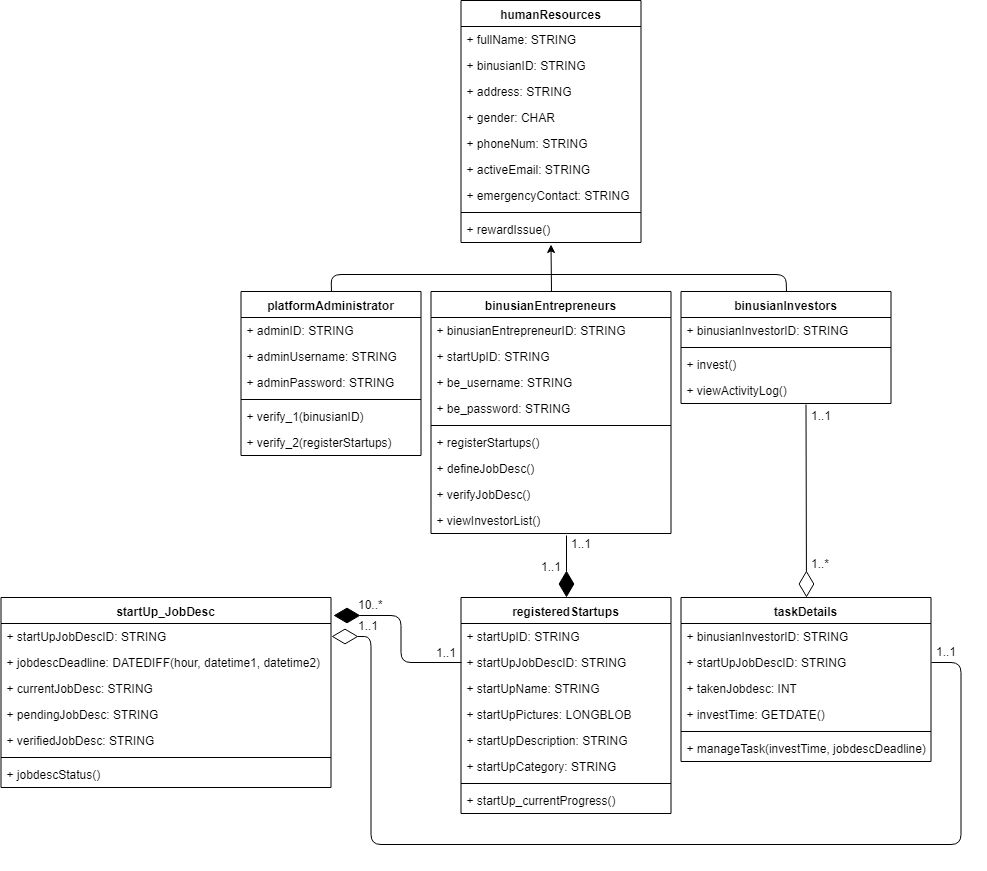 humanResources
+ fullName: STRING
+ binusianID: STRING
+ address: STRING
+ gender: CHAR
+ phoneNum: STRING
+ activeEmail: STRING
+ emergencyContact: STRING
+ rewardIssue()
platformAdministrator
+ adminID: STRING
+ adminUsername: STRING
+ adminPassword: STRING
+ verify_1(binusianID)
+ verify_2(registerStartups)
binusianEntrepreneurs
+ binusianEntrepreneurID: STRING
+ startUpID: STRING
+ be_username: STRING
+ be_password: STRING
+ registerStartups()
+ defineJobDesc()
+ verifyJobDesc()
+ viewInvestorList()
binusianInvestors
+ binusianInvestorID: STRING
+ invest()
+ viewActivityLog()
1..1
1..1
1..1
1..*
startUp_JobDesc
+ startUpJobDescID: STRING
+ jobdescDeadline: DATEDIFF(hour, datetime1, datetime2)
+ currentJobDesc: STRING
+ pendingJobDesc: STRING
+ verifiedJobDesc: STRING
+ jobdescStatus()
10..*
1..1
1..1
registeredStartups
+ startUpID: STRING
+ startUpJobDescID: STRING
+ startUpName: STRING
+ startUpPictures: LONGBLOB
+ startUpDescription: STRING
+ startUpCategory: STRING
+ startUp_currentProgress()
taskDetails
+ binusianInvestorID: STRING
+ startUpJobDescID: STRING
+ takenJobdesc: INT
+ investTime: GETDATE()
+ manageTask(investTime, jobdescDeadline)
1..1